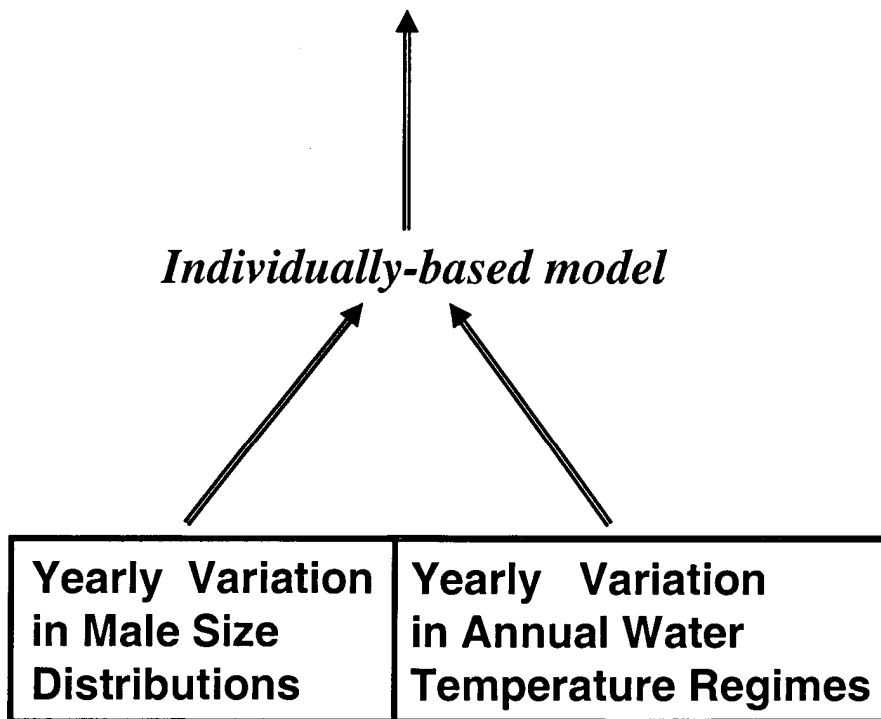 Individually-based model
Yearly Variation
in Male Size
Distributions
Yearly Variation
in Annual Water
Temperature Regimes